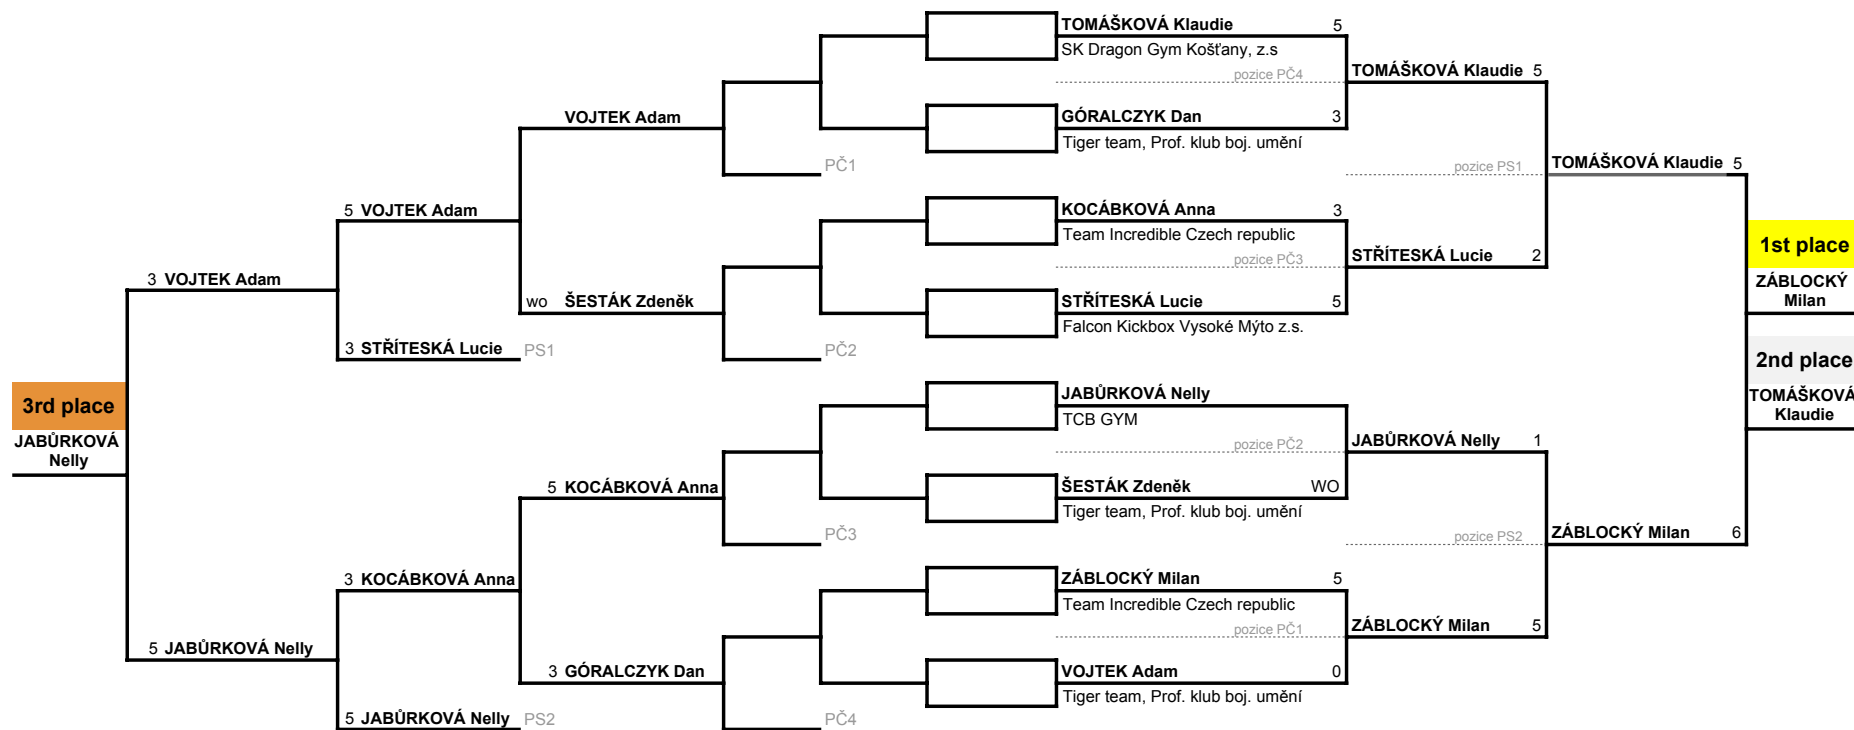 TOMÁŠKOVÁ Klaudie 5
SK Dragon Gym Košťany, z.s
pozice PČ4
TOMÁŠKOVÁ Klaudie 5
VOJTEK Adam
GÓRALCZYK Dan 3
Tiger team, Prof. klub boj. umění
PČ1
pozice PS1
TOMÁŠKOVÁ Klaudie 5
5 VOJTEK Adam
KOCÁBKOVÁ Anna 3
Team Incredible Czech republic
pozice PČ3
STŘÍTESKÁ Lucie 2
1st place
ZÁBLOCKÝ
Milan
3 VOJTEK Adam
wo ŠESTÁK Zdeněk
STŘÍTESKÁ Lucie 5
Falcon Kickbox Vysoké Mýto z.s.
3 STŘÍTESKÁ Lucie PS1
PČ2
2nd place
TOMÁŠKOVÁ
Klaudie
3rd place
JABŮRKOVÁ
Nelly
JABŮRKOVÁ Nelly
TCB GYM
pozice PČ2
JABŮRKOVÁ Nelly 1
5 KOCÁBKOVÁ Anna
ŠESTÁK Zdeněk WO
Tiger team, Prof. klub boj. umění
PČ3
pozice PS2
ZÁBLOCKÝ Milan 6
3 KOCÁBKOVÁ Anna
ZÁBLOCKÝ Milan 5
Team Incredible Czech republic
pozice PČ1
ZÁBLOCKÝ Milan 5
5 JABŮRKOVÁ Nelly
3 GÓRALCZYK Dan
VOJTEK Adam 0
Tiger team, Prof. klub boj. umění
5 JABŮRKOVÁ Nelly PS2
PČ4